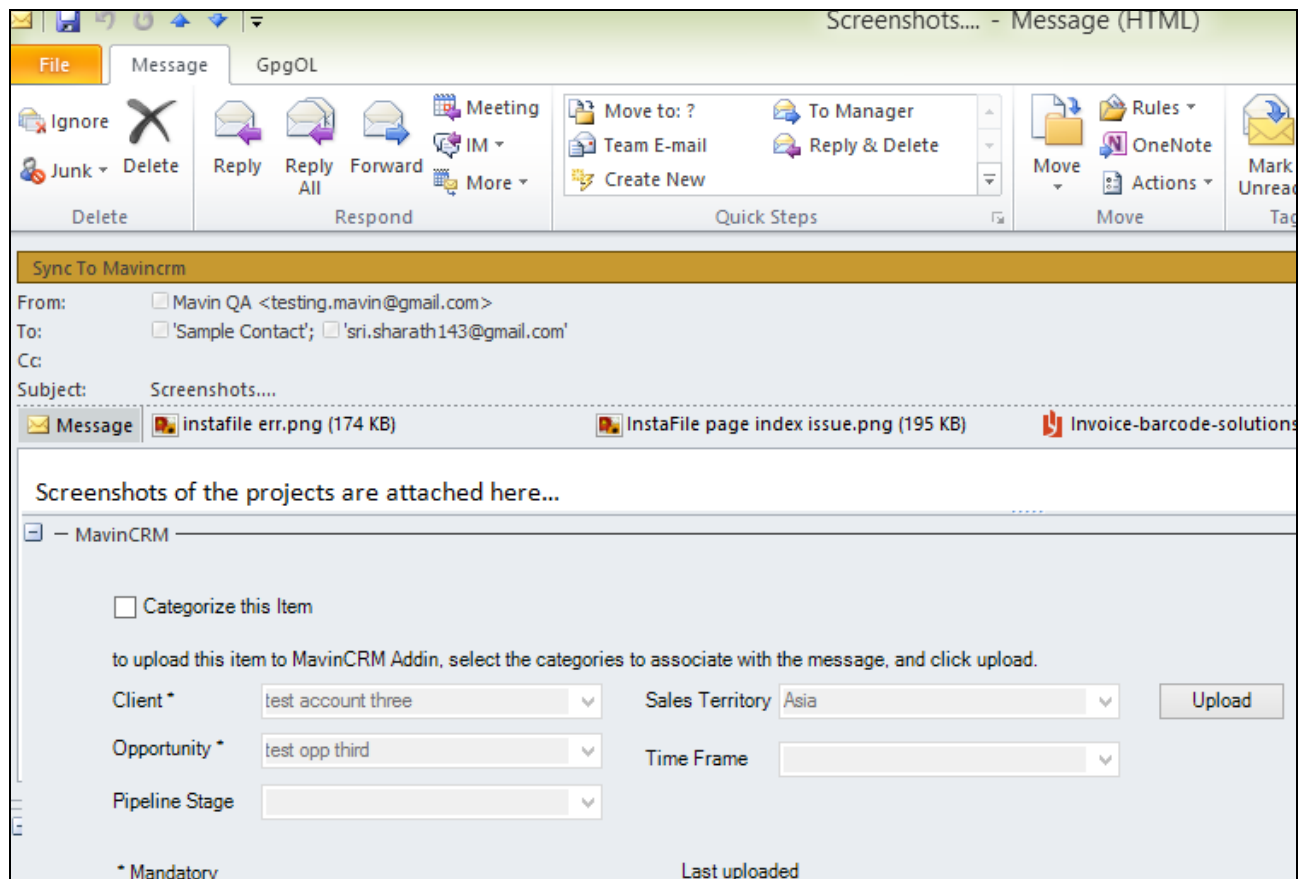 Screenshots.... - Message (HTML)
File Message GpgOL
Ignore
Junk
Delete
Reply
Reply All
Forward
Meeting
IM
More
Move to: ?
Team E-mail
Create New
To Manager
Reply & Delete
Move
Rules
OneNote
Actions
Mark
Delete Respond Quick Steps Move
Sync To Mavincrm
From: Mavin QA <testing.mavin@gmail.com>
To: 'Sample Contact'; 'sri.sharath143@gmail.com'
Cc:
Subject: Screenshots....
Message instafile err.png (174 KB) InstaFile page index issue.png (195 KB) Invoice-barcode-solutions
Screenshots of the projects are attached here...
MavinCRM
Categorize this Item
to upload this item to MavinCRM Addin, select the categories to associate with the message, and click upload.
Client * test account three Sales Territory Asia Upload
Opportunity * test opp third Time Frame
Pipeline Stage
* Mandatory Last uploaded